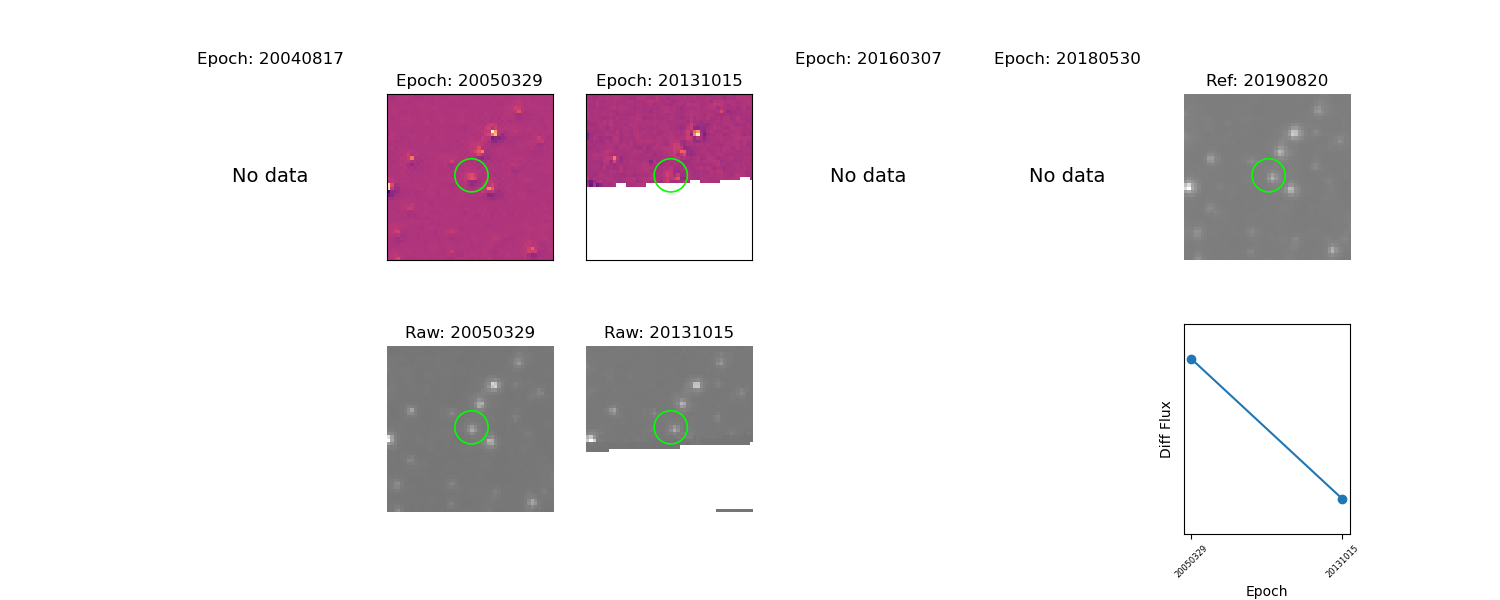 Epoch: 20040817
Epoch: 20050329
Epoch: 20131015
Epoch: 20160307
Epoch: 20180530
Ref: 20190820
No data
No data
No data
Raw: 20050329
Raw: 20131015
Diff Flux
20050329
20131015
Epoch